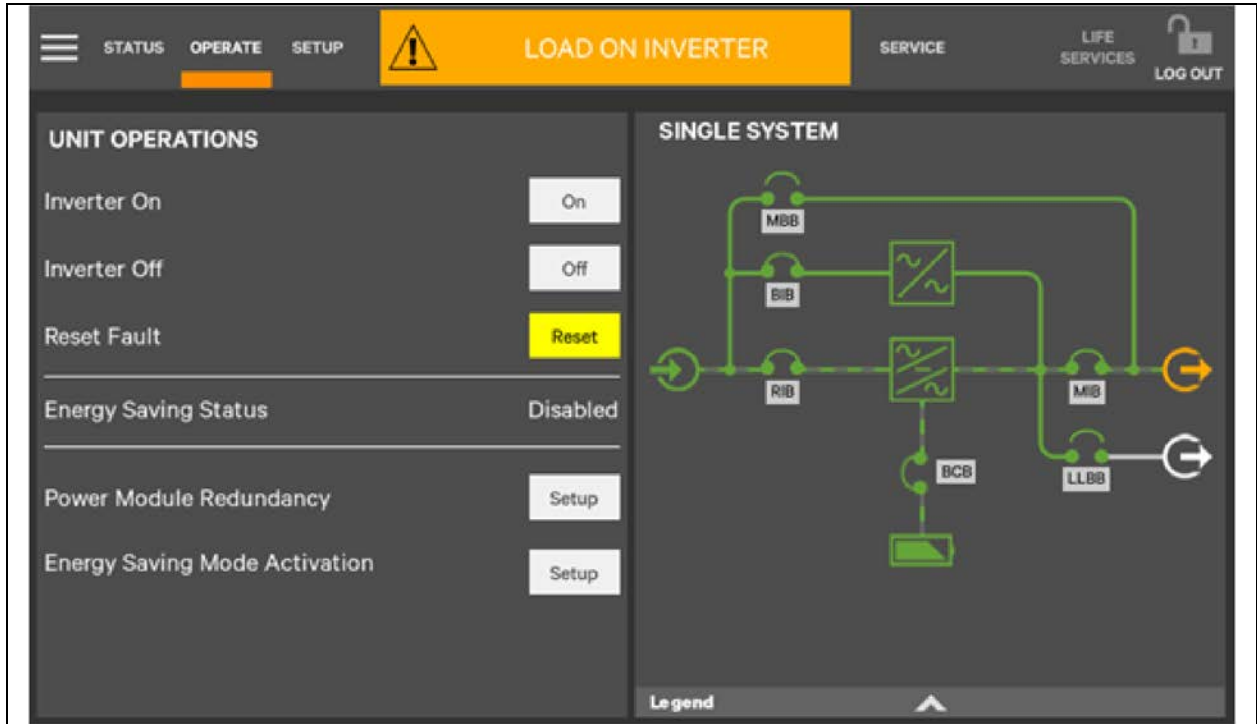 STATUS OPERATE SETUP LOAD ON INVERTER SERVICE LIFE SERVICES LOG OUT
UNIT OPERATIONS
Inverter On On
Inverter Off Off
Reset Fault Reset
Energy Saving Status Disabled
Power Module Redundancy Setup
Energy Saving Mode Activation Setup
SINGLE SYSTEM
MBB
BIB
RIB
MIB
BCB
LLBB
Legend